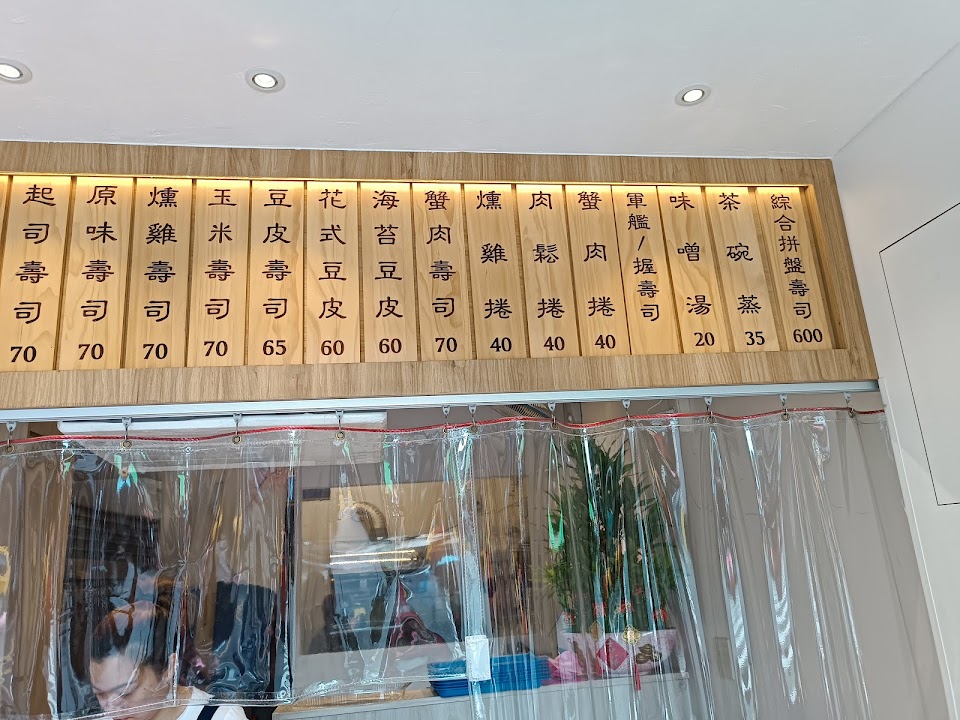 起司壽司 70
原味壽司 70
燻雞壽司 70
玉米壽司 70
豆皮壽司 65
花式豆皮 60
海苔豆皮 60
蟹肉壽司 70
燻雞捲 40
肉鬆捲 40
蟹肉捲 40
軍艦/握壽司
味噌湯 20
茶碗蒸 35
綜合拼盤壽司 600